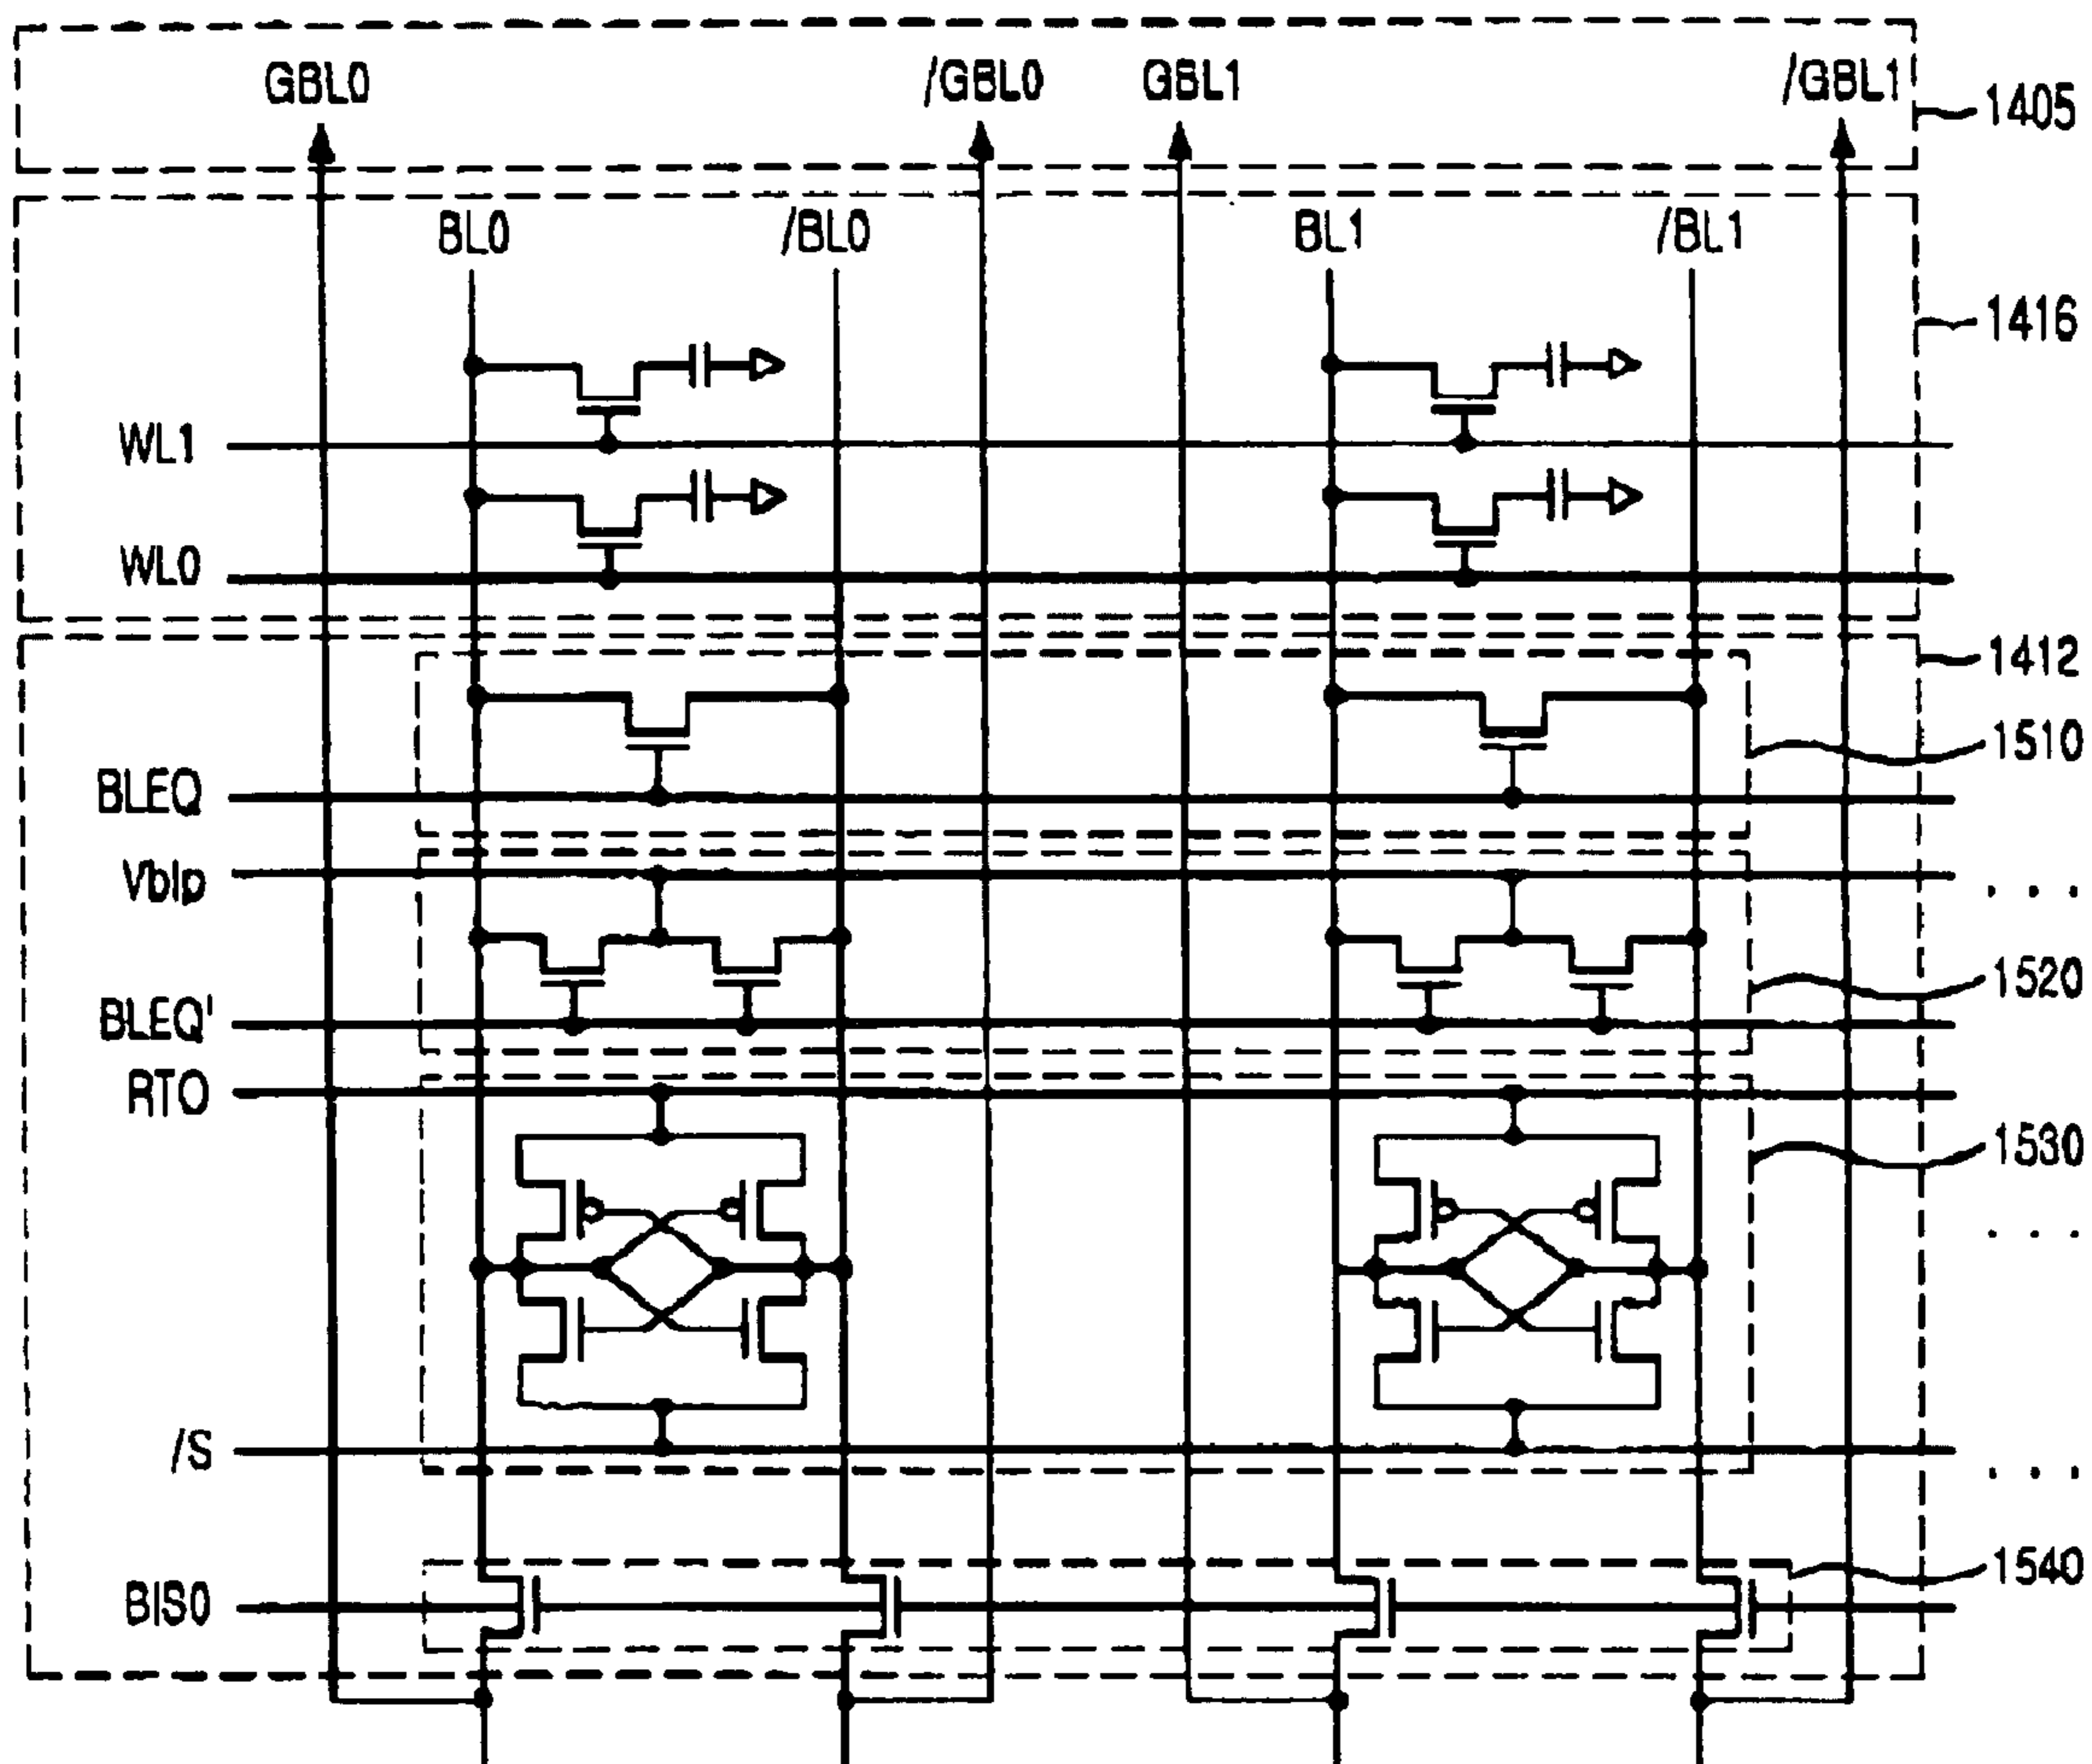 GBL0 /GBL0 GBL1 /GBL1
1405
BL0 /BL0 BL1 /BL1
1416
WL1
WL0
1412
1510
BLEQ
Vblp
. . .
1520
BLEQ'
RTO
1530
. . .
/S
. . .
1540
BIS0